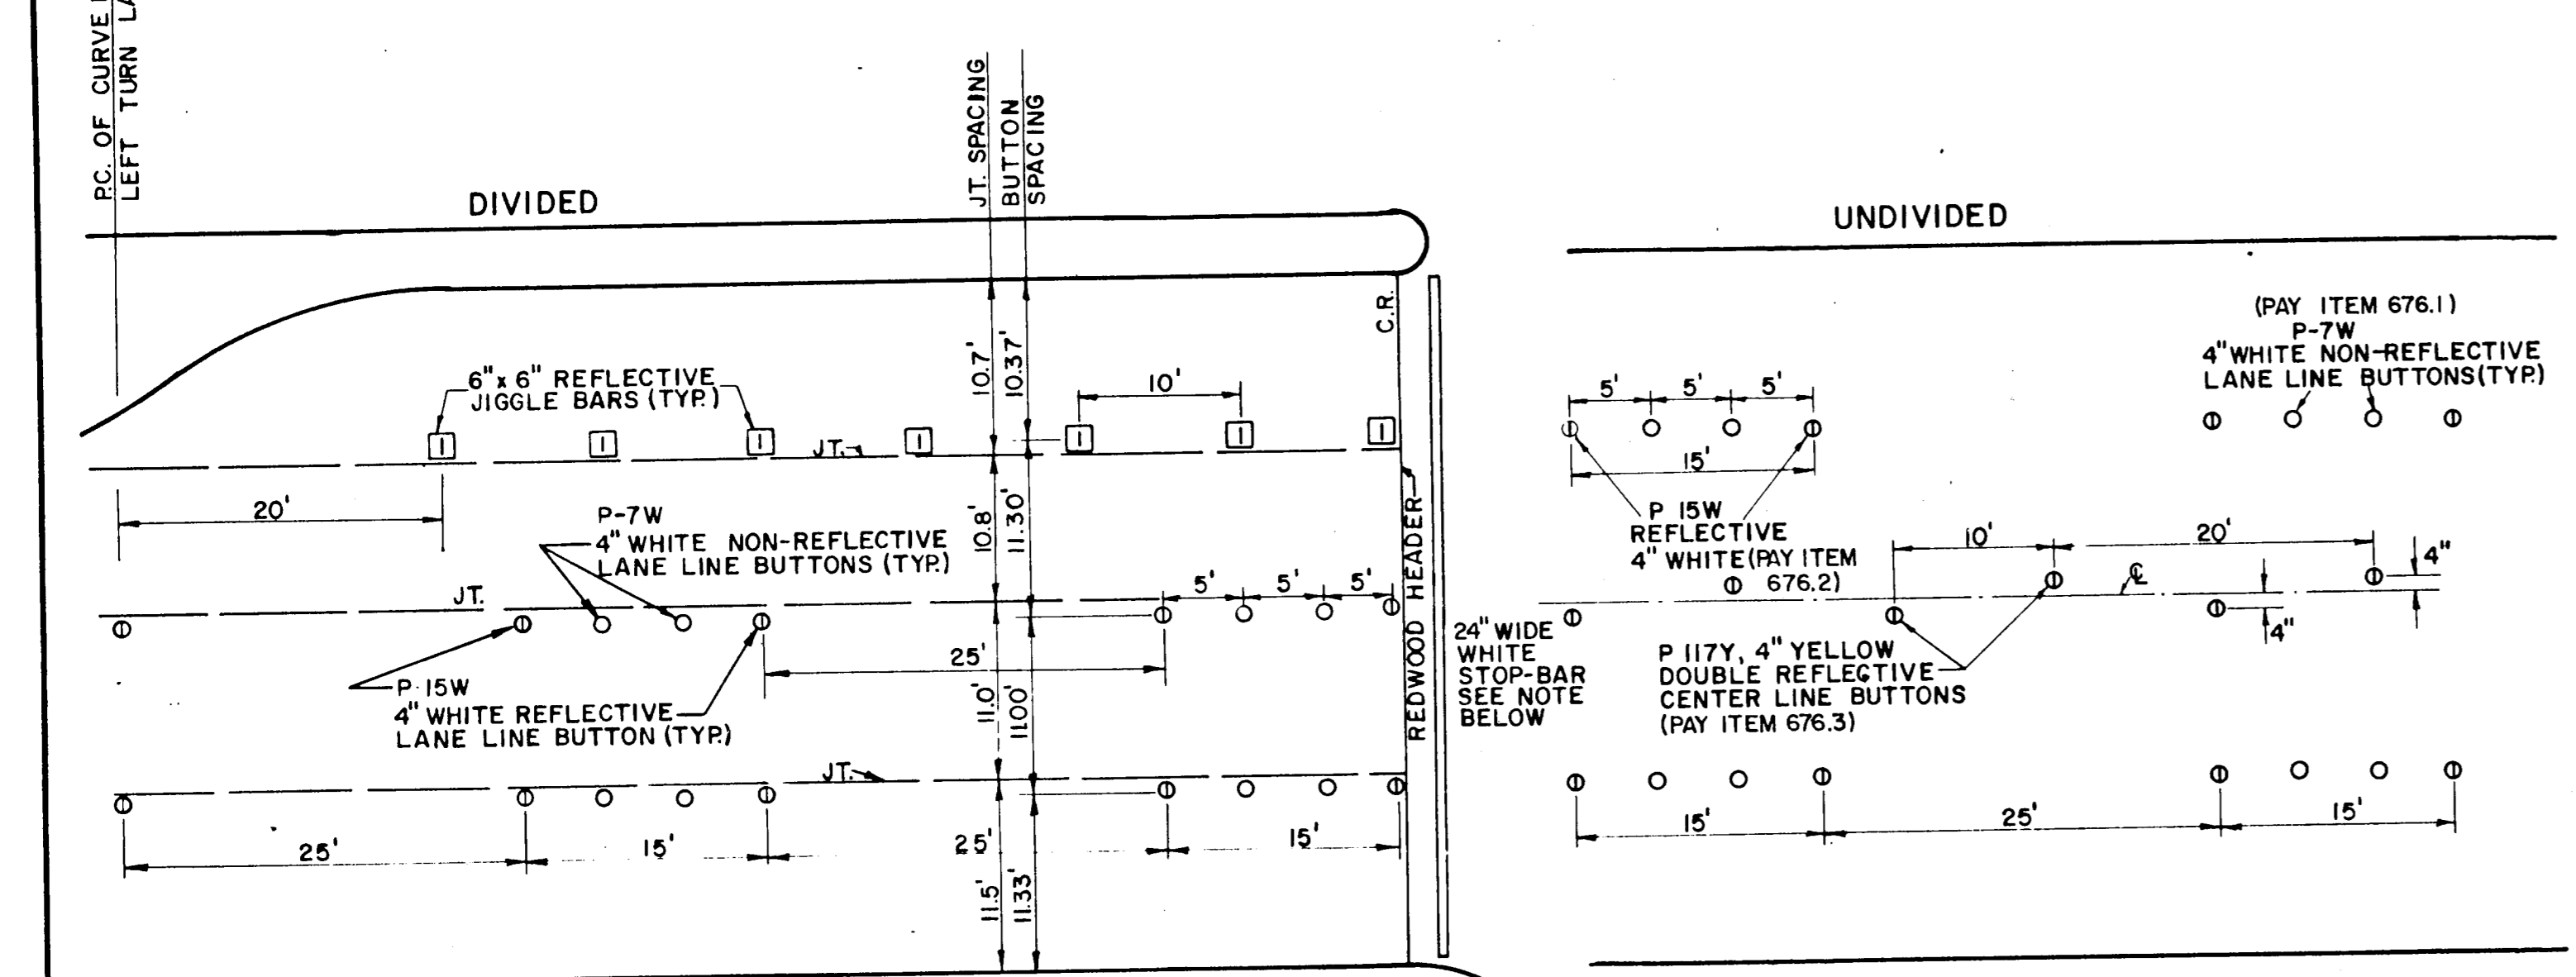 P.C. OF CURVE
LEFT TURN
DIVIDED
JT. SPACING
BUTTON
SPACING
UNDIVIDED
C.R.
10.7'
10.37'
10'
6" x 6" REFLECTIVE
JIGGLE BARS (TYP.)
JT.
20'
P-7W
4" WHITE NON-REFLECTIVE
LANE LINE BUTTONS (TYP.)
10.8'
11.30'
JT.
5' 5' 5'
25'
P-15W
4" WHITE REFLECTIVE
LANE LINE BUTTON (TYP.)
11.0'
11.00'
JT.
25' 15' 25' 15'
11.5'
11.33'
REDWOOD HEADER
24" WIDE
WHITE
STOP-BAR
SEE NOTE
BELOW
(PAY ITEM 676.1)
P-7W
4" WHITE NON-REFLECTIVE
LANE LINE BUTTONS (TYP.)
5' 5' 5'
15'
P 15W
REFLECTIVE
4" WHITE (PAY ITEM
676.2)
10' 20'
4"
℄
4"
P 117Y, 4" YELLOW
DOUBLE REFLECTIVE
CENTER LINE BUTTONS
(PAY ITEM 676.3)
15' 25' 15'